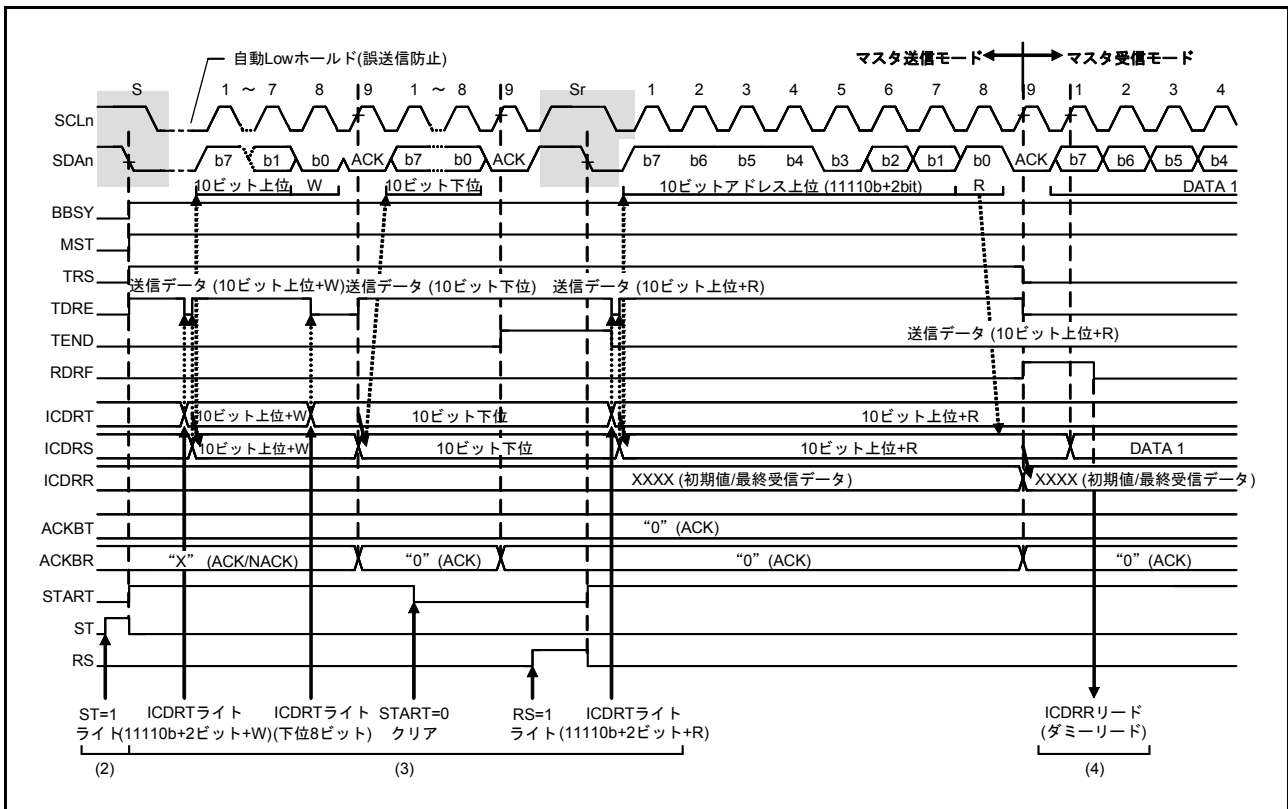 自動Lowホールド(誤送信防止)
マスタ送信モード マスタ受信モード
S 1 ～ 7 8 9 1 ～ 8 9 Sr 1 2 3 4 5 6 7 8 9 1 2 3 4
SCLn
SDAn b7 b1 b0 ACK b7 b0 ACK b7 b6 b5 b4 b3 b2 b1 b0 ACK b7 b6 b5 b4
10ビット上位 W 10ビット下位 10ビットアドレス上位 (11110b+2bit) R DATA 1
BBSY
MST
TRS
送信データ (10ビット上位+W) 送信データ (10ビット下位) 送信データ (10ビット上位+R)
TDRE
TEND 送信データ (10ビット上位+R)
RDRF
ICDRT 10ビット上位+W 10ビット下位 10ビット上位+R
ICDRS 10ビット上位+W 10ビット下位 10ビット上位+R DATA 1
ICDRR XXXX (初期値/最終受信データ) XXXX (初期値/最終受信データ)
ACKBT “0” (ACK)
ACKBR “X” (ACK/NACK) “0” (ACK) “0” (ACK) “0” (ACK)
START
ST
RS
ST=1 ICDRTライト ICDRTライト START=0 RS=1 ICDRTライト ICDRRリード
ライト (11110b+2ビット+W) (下位8ビット) クリア ライト (11110b+2ビット+R) (ダミーリード)
(2) (3) (4)